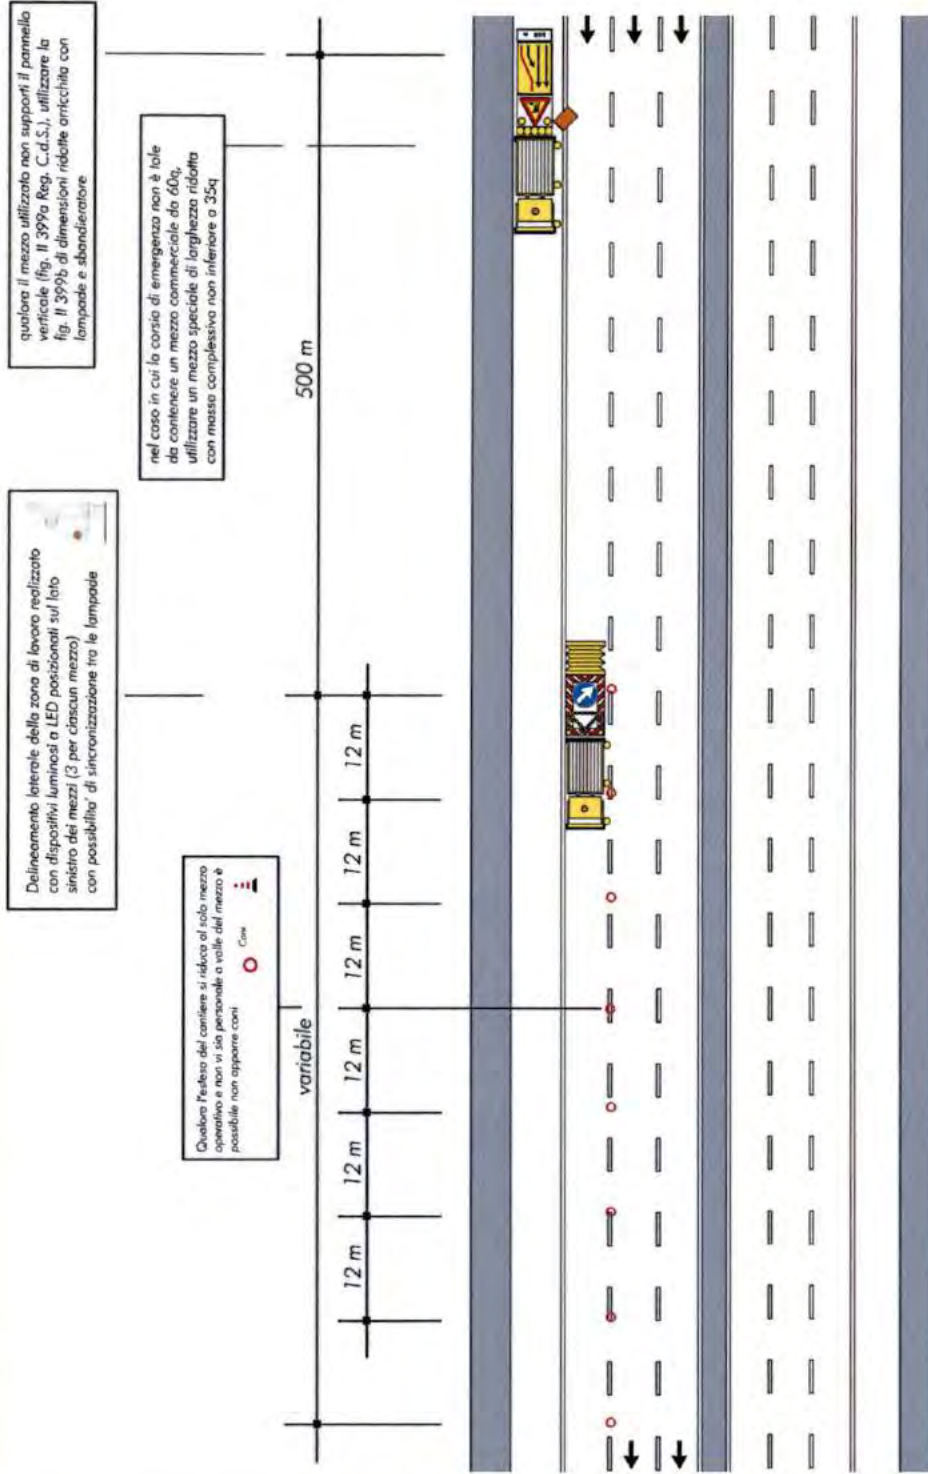 qualora il mezzo utilizzato non supporti il pannello
verticale (fig. II 399a Reg. C.d.S.), utilizzare la
fig. II 399b di dimensioni ridotte arricchita con
lampade e sbandieratore
nel caso in cui la corsia di emergenza non è tale
da contenere un mezzo commerciale da 60q,
utilizzare un mezzo speciale di larghezza ridotta
con massa complessiva non inferiore a 35q
Delineamento laterale della zona di lavoro realizzato
con dispositivi luminosi a LED posizionati sul lato
sinistro dei mezzi (3 per ciascun mezzo)
con possibilita' di sincronizzazione tra le lampade
Qualora l'estesa del cantiere si riduca al solo mezzo
operativo e non vi sia personale a valle del mezzo è
possibile non apporre coni
Coni
500 m
variabile
12 m
12 m
12 m
12 m
12 m
12 m